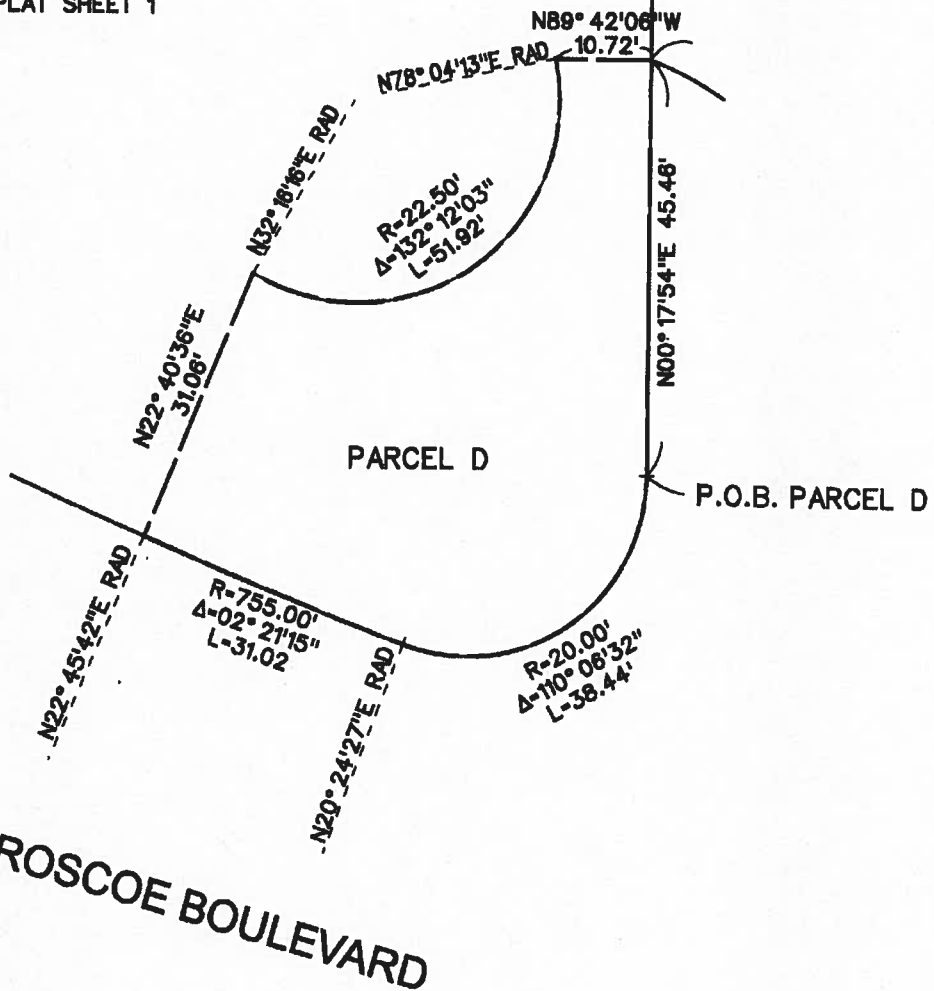 PLAT SHEET 1
N89° 42'06"W
10.72'
N78° 04'13"E RAD
N32° 16'16"E RAD
R=22.50'
Δ=132° 12'03"
L=51.92'
N00° 17'54"E 45.46'
N22° 40'36"E
31.06'
PARCEL D
P.O.B. PARCEL D
N22° 45'42"E RAD
R=755.00'
Δ=02° 21'15"
L=31.02
N20° 24'27"E RAD
R=20.00'
Δ=110° 06'32"
L=38.44'
ROSCOE BOULEVARD